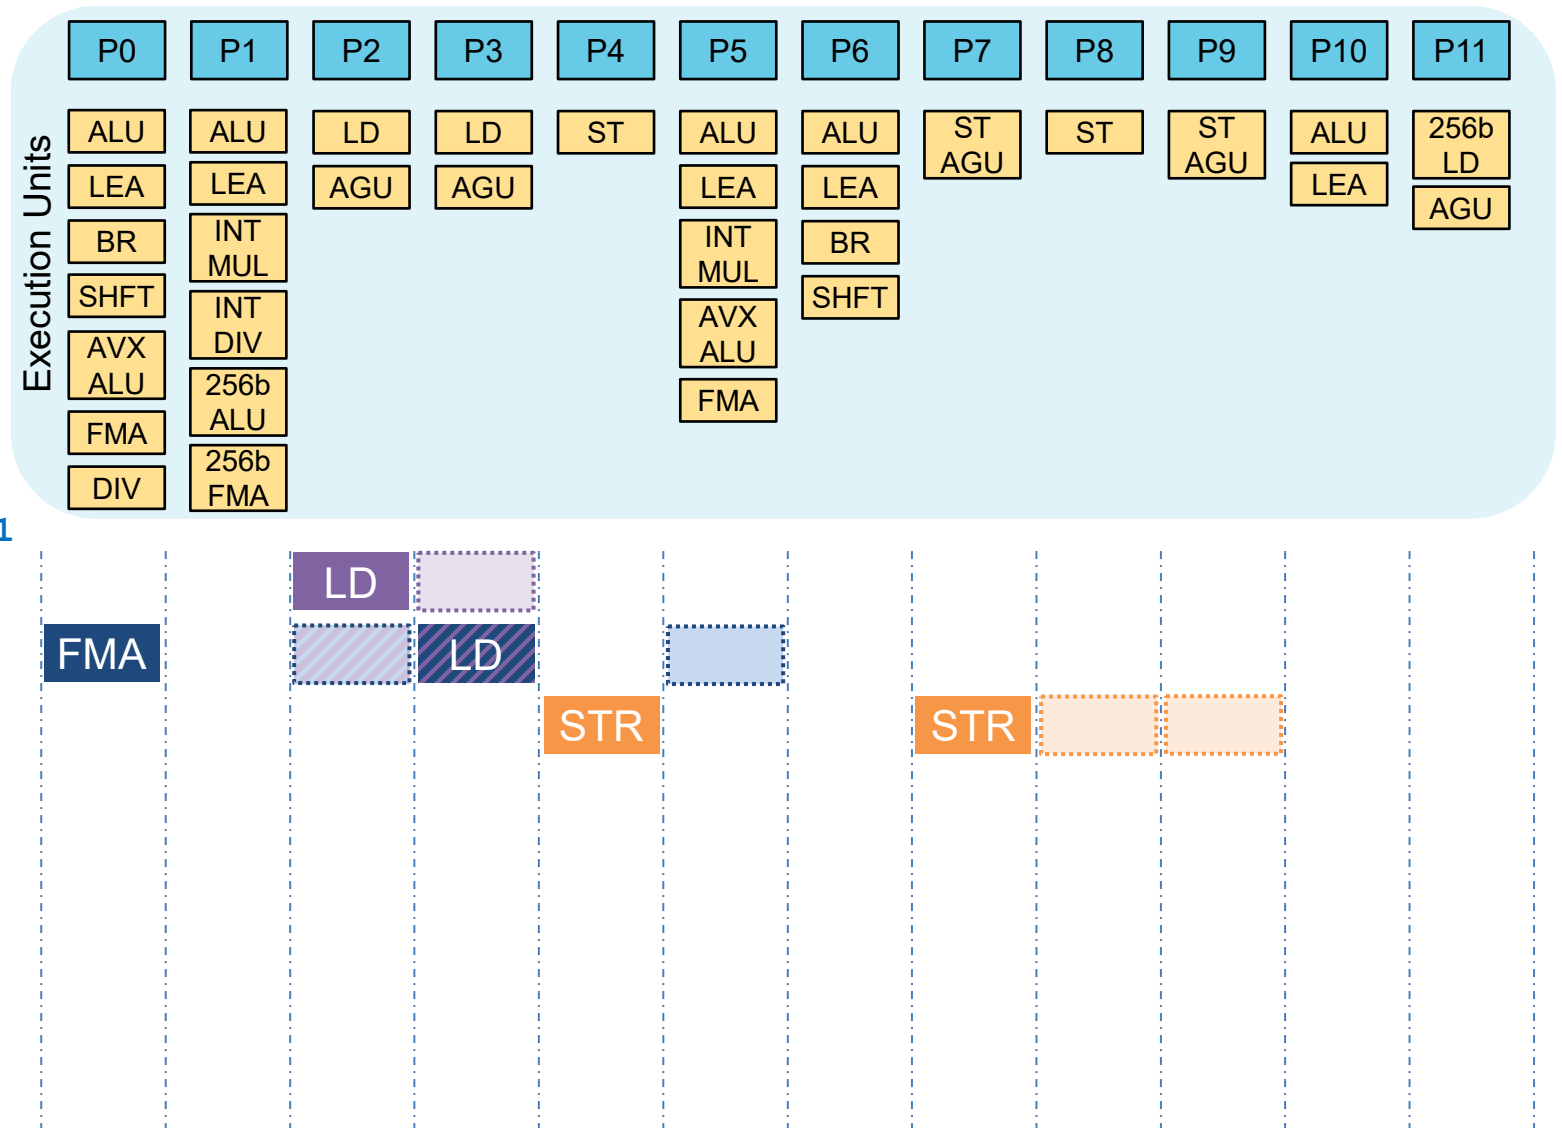 P0 P1 P2 P3 P4 P5 P6 P7 P8 P9 P10 P11
Execution Units
ALU ALU LD LD ST ALU ALU ST AGU ST ST AGU ALU 256b LD
LEA LEA AGU AGU LEA LEA LEA AGU
BR INT MUL INT MUL BR
SHFT INT DIV AVX ALU SHFT
AVX ALU 256b ALU FMA
FMA 256b FMA
DIV
1
LD
FMA LD
STR STR